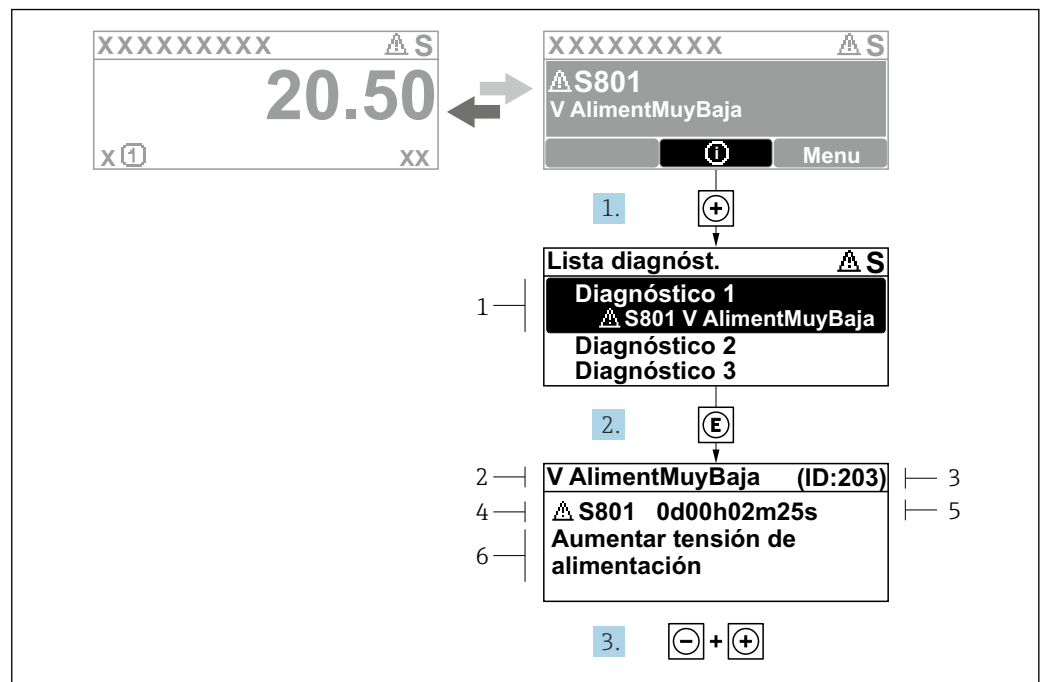 XXXXXXXXX ⚠ S
20.50
X ① XX
XXXXXXXXX ⚠ S
⚠ S801
V AlimentMuyBaja
ⓘ Menu
1. +
Lista diagnóst. ⚠ S
1
Diagnóstico 1
⚠ S801 V AlimentMuyBaja
Diagnóstico 2
Diagnóstico 3
2. E
2 V AlimentMuyBaja (ID:203) 3
4 ⚠ S801 0d00h02m25s 5
6
Aumentar tensión de
alimentación
3. - + +